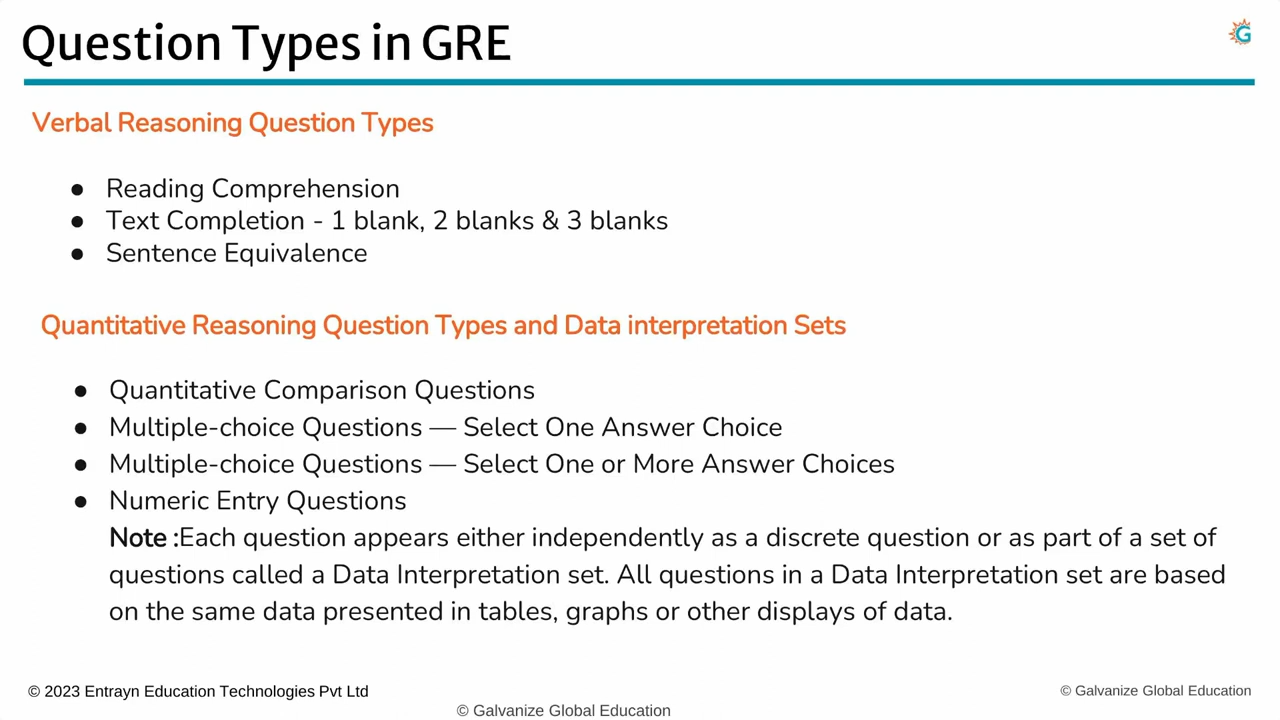 Question Types in GRE
G
Verbal Reasoning Question Types
● Reading Comprehension
● Text Completion - 1 blank, 2 blanks & 3 blanks
● Sentence Equivalence
Quantitative Reasoning Question Types and Data interpretation Sets
● Quantitative Comparison Questions
● Multiple-choice Questions — Select One Answer Choice
● Multiple-choice Questions — Select One or More Answer Choices
● Numeric Entry Questions
Note :Each question appears either independently as a discrete question or as part of a set of
questions called a Data Interpretation set. All questions in a Data Interpretation set are based
on the same data presented in tables, graphs or other displays of data.
© 2023 Entrayn Education Technologies Pvt Ltd
© Galvanize Global Education
© Galvanize Global Education